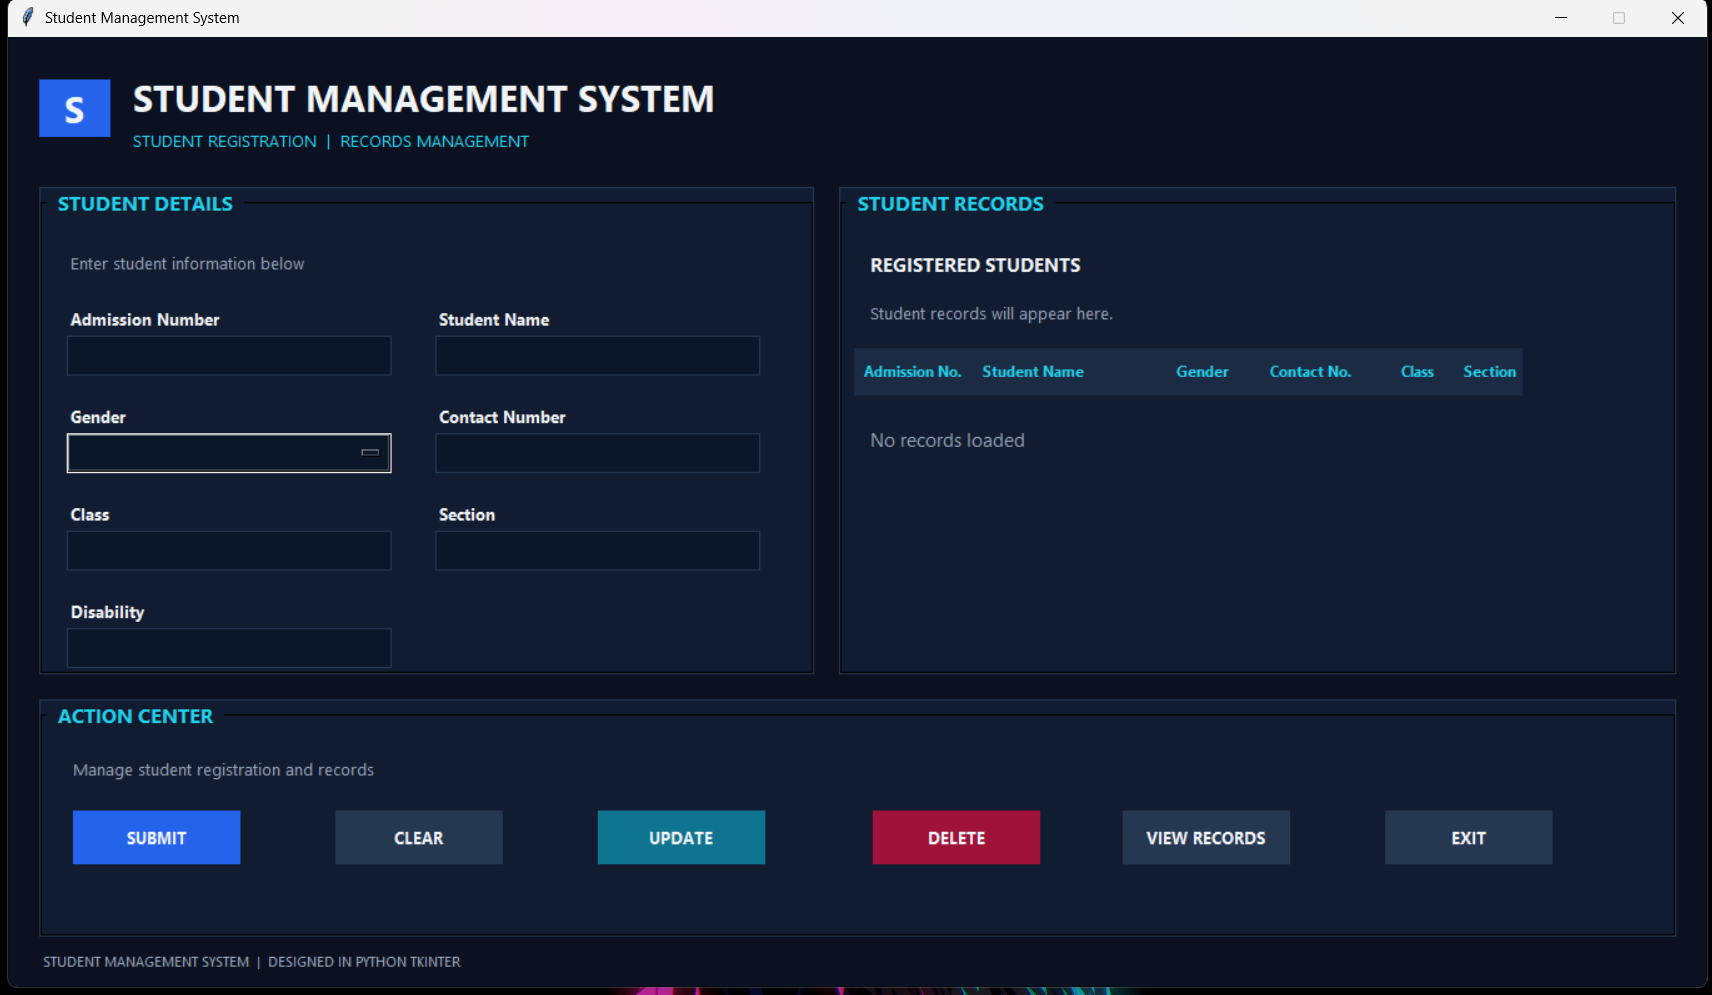 Student Management System
S
STUDENT MANAGEMENT SYSTEM
STUDENT REGISTRATION | RECORDS MANAGEMENT
STUDENT DETAILS
Enter student information below
Admission Number
Student Name
Gender
Contact Number
Class
Section
Disability
STUDENT RECORDS
REGISTERED STUDENTS
Student records will appear here.
Admission No. Student Name Gender Contact No. Class Section
No records loaded
ACTION CENTER
Manage student registration and records
SUBMIT CLEAR UPDATE DELETE VIEW RECORDS EXIT
STUDENT MANAGEMENT SYSTEM | DESIGNED IN PYTHON TKINTER